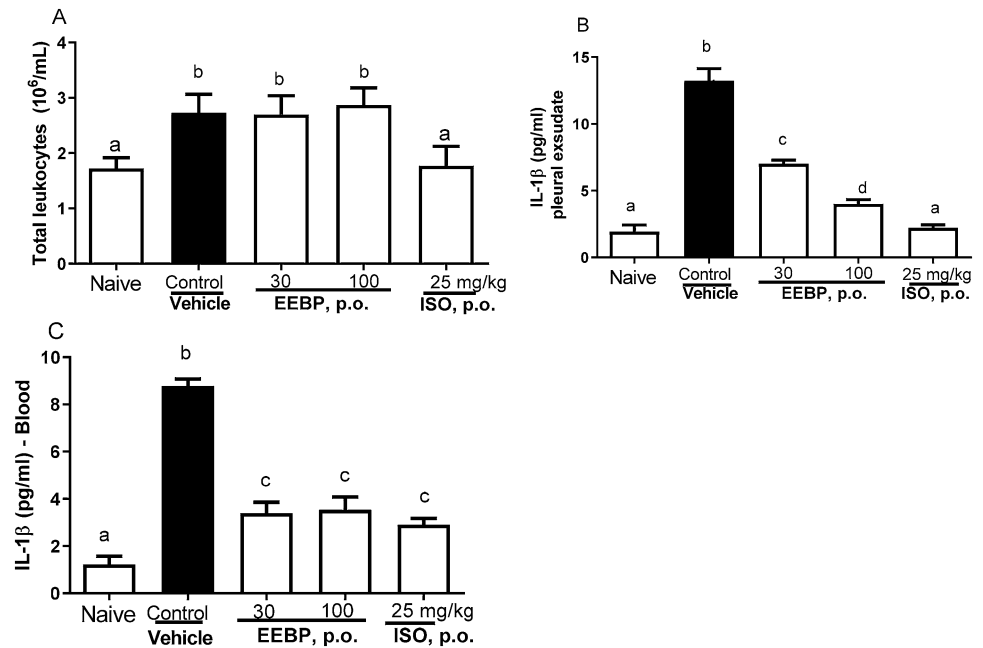 A
Total leukocytes (10⁶/mL)
4
3
2
1
0
a
b
b
b
a
Naive
Control
30
100
25 mg/kg
Vehicle
EEBP, p.o.
ISO, p.o.
B
IL-1β (pg/ml)
pleural exsudate
15
10
5
0
a
b
c
d
a
Naive
Control
30
100
25 mg/kg
Vehicle
EEBP, p.o.
ISO, p.o.
C
IL-1β (pg/ml) - Blood
10
8
6
4
2
0
a
b
c
c
c
Naive
Control
30
100
25 mg/kg
Vehicle
EEBP, p.o.
ISO, p.o.